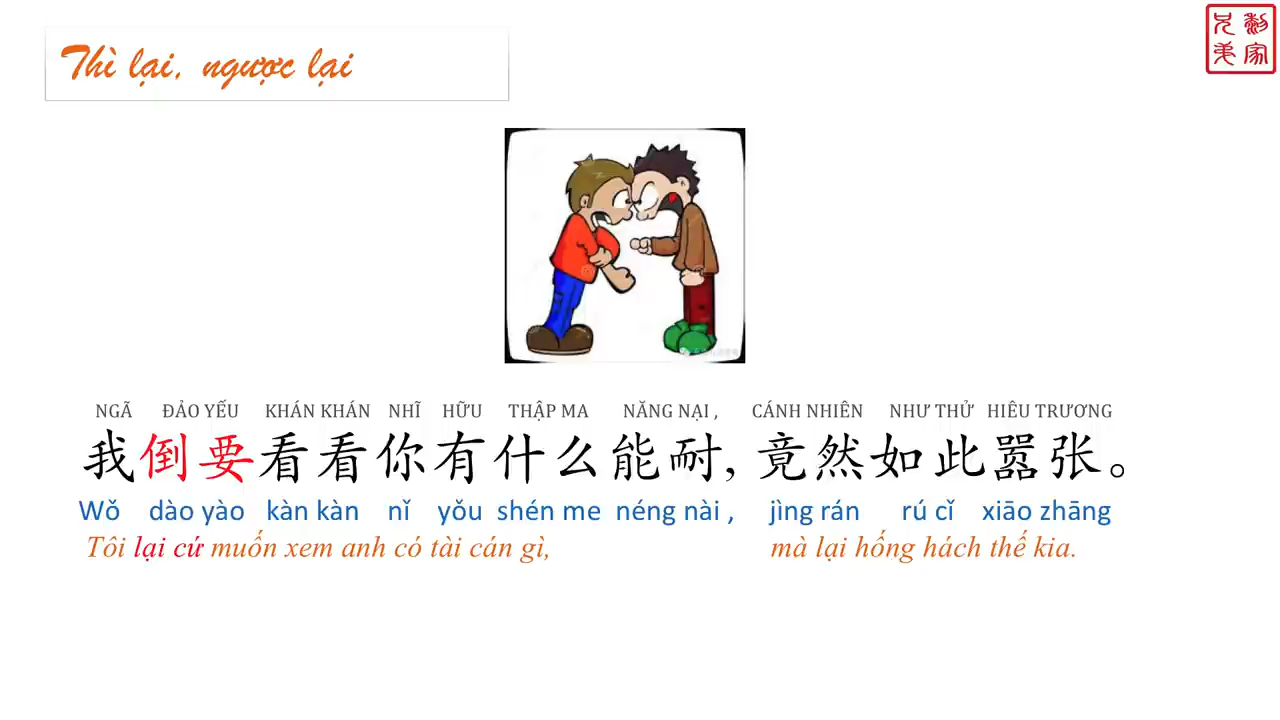 Thì lại, ngược lại
NGÃ ĐẢO YẾU KHÁN KHÁN NHĨ HỮU THẬP MA NĂNG NẠI , CÁNH NHIÊN NHƯ THỬ HIÊU TRƯƠNG
我倒要看看你有什么能耐, 竟然如此嚣张。
Wǒ dào yào kàn kàn nǐ yǒu shén me néng nài , jìng rán rú cǐ xiāo zhāng
Tôi lại cứ muốn xem anh có tài cán gì, mà lại hống hách thế kia.